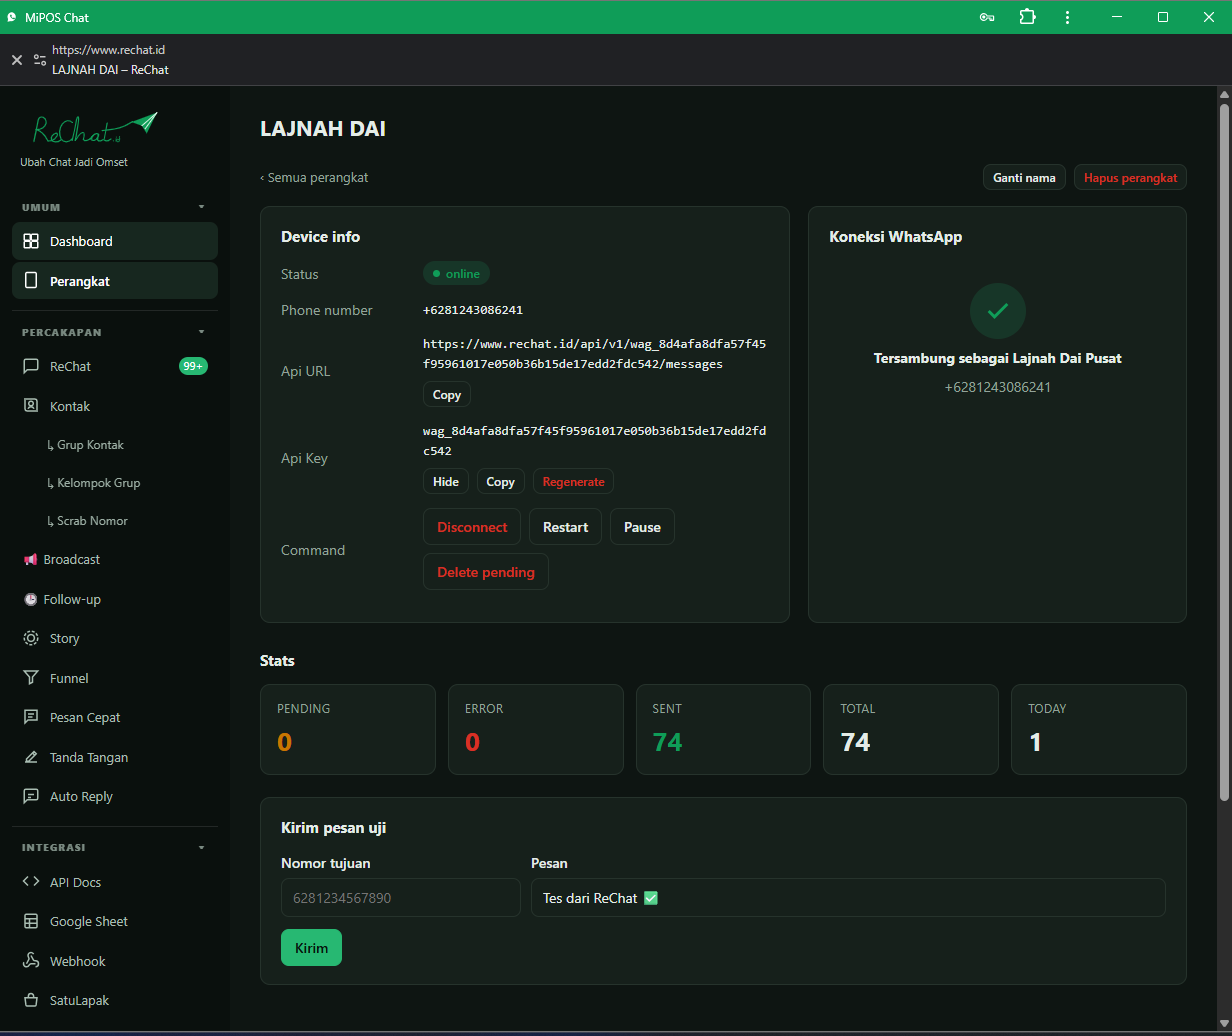 MiPOS Chat
https://www.rechat.id
LAJNAH DAI – ReChat
ReChat.id
Ubah Chat Jadi Omset
UMUM
Dashboard
Perangkat
PERCAKAPAN
ReChat 99+
Kontak
↳ Grup Kontak
↳ Kelompok Grup
↳ Scrab Nomor
Broadcast
Follow-up
Story
Funnel
Pesan Cepat
Tanda Tangan
Auto Reply
INTEGRASI
API Docs
Google Sheet
Webhook
SatuLapak
LAJNAH DAI
‹ Semua perangkat
Ganti nama Hapus perangkat
Device info
Status online
Phone number +6281243086241
Api URL
https://www.rechat.id/api/v1/wag_8d4afa8dfa57f45
f95961017e050b36b15de17edd2fdc542/messages
Copy
Api Key
wag_8d4afa8dfa57f45f95961017e050b36b15de17edd2fd
c542
Hide Copy Regenerate
Command
Disconnect Restart Pause
Delete pending
Koneksi WhatsApp
Tersambung sebagai Lajnah Dai Pusat
+6281243086241
Stats
PENDING
0
ERROR
0
SENT
74
TOTAL
74
TODAY
1
Kirim pesan uji
Nomor tujuan
6281234567890
Pesan
Tes dari ReChat ✅
Kirim